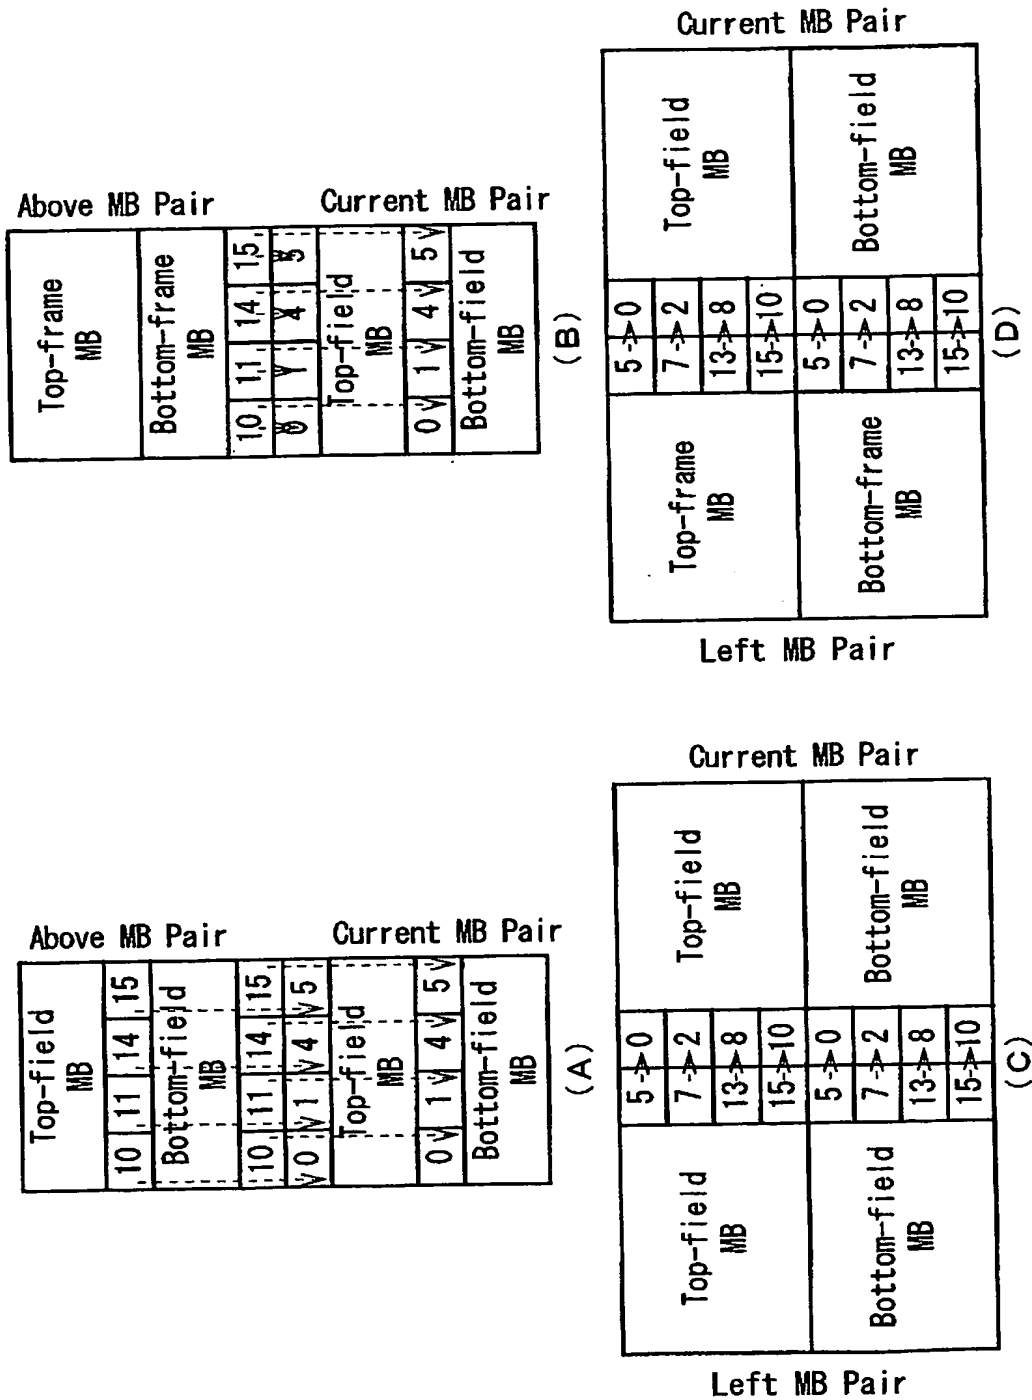 Above MB Pair
Top-frame
MB
Bottom-frame
MB
10 11 14 15
0 1 4 5
Current MB Pair
Top-field
MB
0 1 4 5
Bottom-field
MB
(B)
Current MB Pair
Top-field
MB
Bottom-field
MB
5->0
7->2
13->8
15->10
5->0
7->2
13->8
15->10
Top-frame
MB
Bottom-frame
MB
Left MB Pair
(D)
Above MB Pair
Top-field
MB
10 11 14 15
Bottom-field
MB
10 11 14 15
0 1 4 5
Current MB Pair
Top-field
MB
0 1 4 5
Bottom-field
MB
(A)
Current MB Pair
Top-field
MB
Bottom-field
MB
5->0
7->2
13->8
15->10
5->0
7->2
13->8
15->10
Top-field
MB
Bottom-field
MB
Left MB Pair
(C)